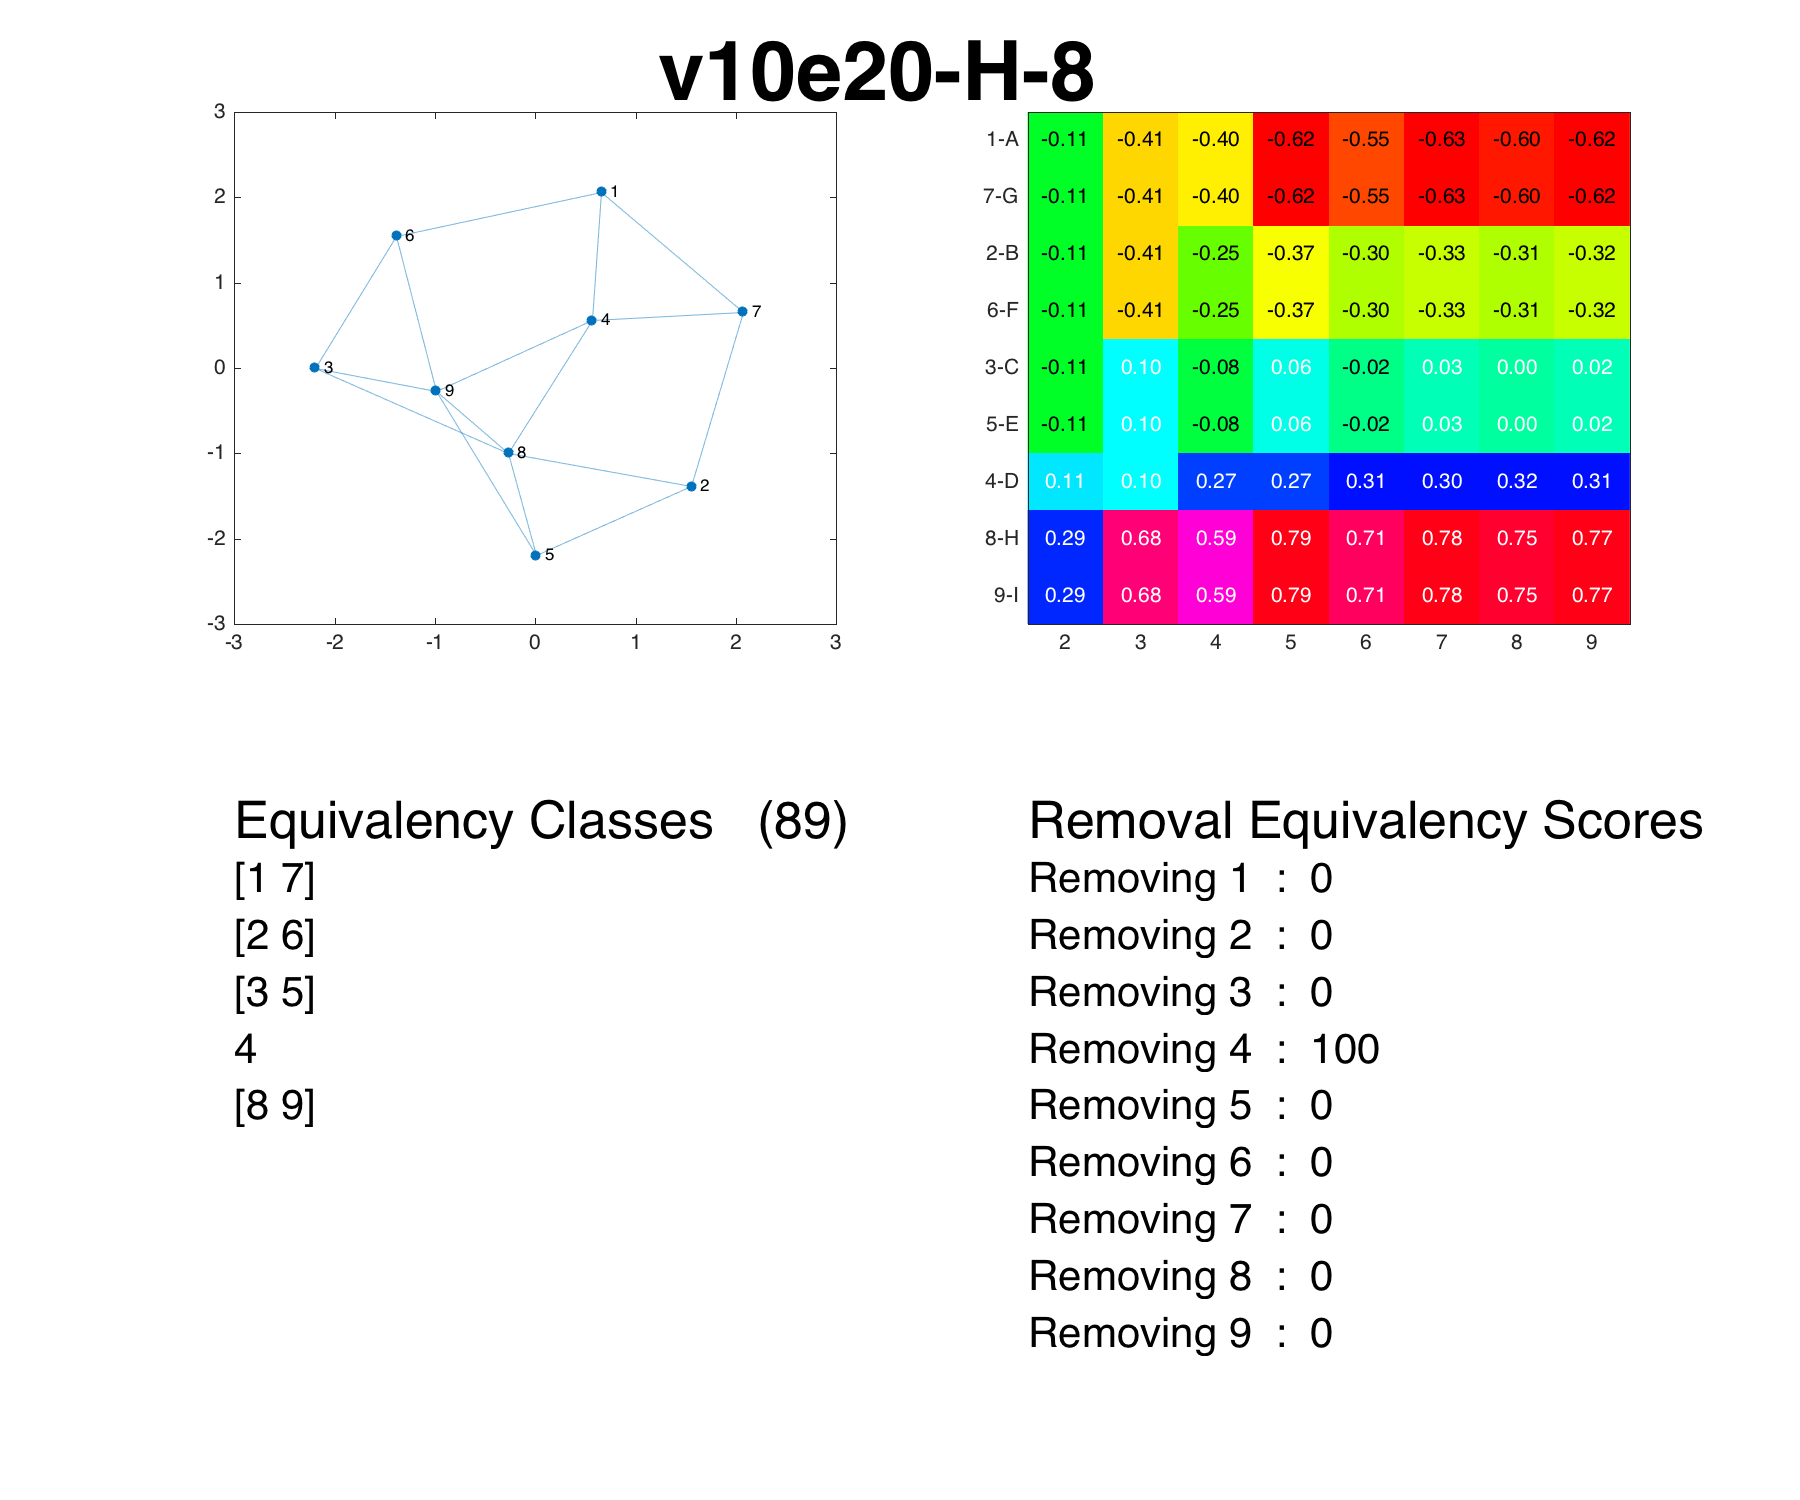 v10e20-H-8
3
2
1
0
-1
-2
-3
-3 -2 -1 0 1 2 3
1
6
7
4
3
9
8
2
5
1-A -0.11 -0.41 -0.40 -0.62 -0.55 -0.63 -0.60 -0.62
7-G -0.11 -0.41 -0.40 -0.62 -0.55 -0.63 -0.60 -0.62
2-B -0.11 -0.41 -0.25 -0.37 -0.30 -0.33 -0.31 -0.32
6-F -0.11 -0.41 -0.25 -0.37 -0.30 -0.33 -0.31 -0.32
3-C -0.11 0.10 -0.08 0.06 -0.02 0.03 0.00 0.02
5-E -0.11 0.10 -0.08 0.06 -0.02 0.03 0.00 0.02
4-D 0.11 0.10 0.27 0.27 0.31 0.30 0.32 0.31
8-H 0.29 0.68 0.59 0.79 0.71 0.78 0.75 0.77
9-I 0.29 0.68 0.59 0.79 0.71 0.78 0.75 0.77
2 3 4 5 6 7 8 9
Equivalency Classes (89)
[1 7]
[2 6]
[3 5]
4
[8 9]
Removal Equivalency Scores
Removing 1 : 0
Removing 2 : 0
Removing 3 : 0
Removing 4 : 100
Removing 5 : 0
Removing 6 : 0
Removing 7 : 0
Removing 8 : 0
Removing 9 : 0